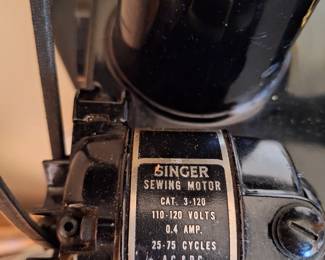 SINGER
SEWING MOTOR
CAT. 3-120
110-120 VOLTS
0.4 AMP.
25-75 CYCLES
A C & D C